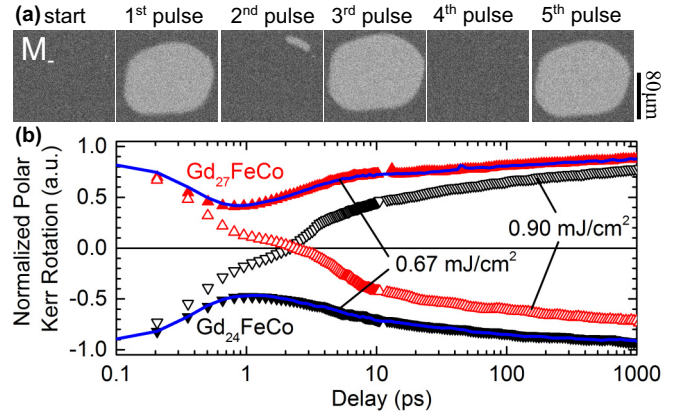 (a) start 1st pulse 2nd pulse 3rd pulse 4th pulse 5th pulse
M-
80μm
(b)
Normalized Polar
Kerr Rotation (a.u.)
1.0
0.5
0.0
-0.5
-1.0
Gd27FeCo
0.90 mJ/cm2
0.67 mJ/cm2
Gd24FeCo
0.1 1 10 100 1000
Delay (ps)